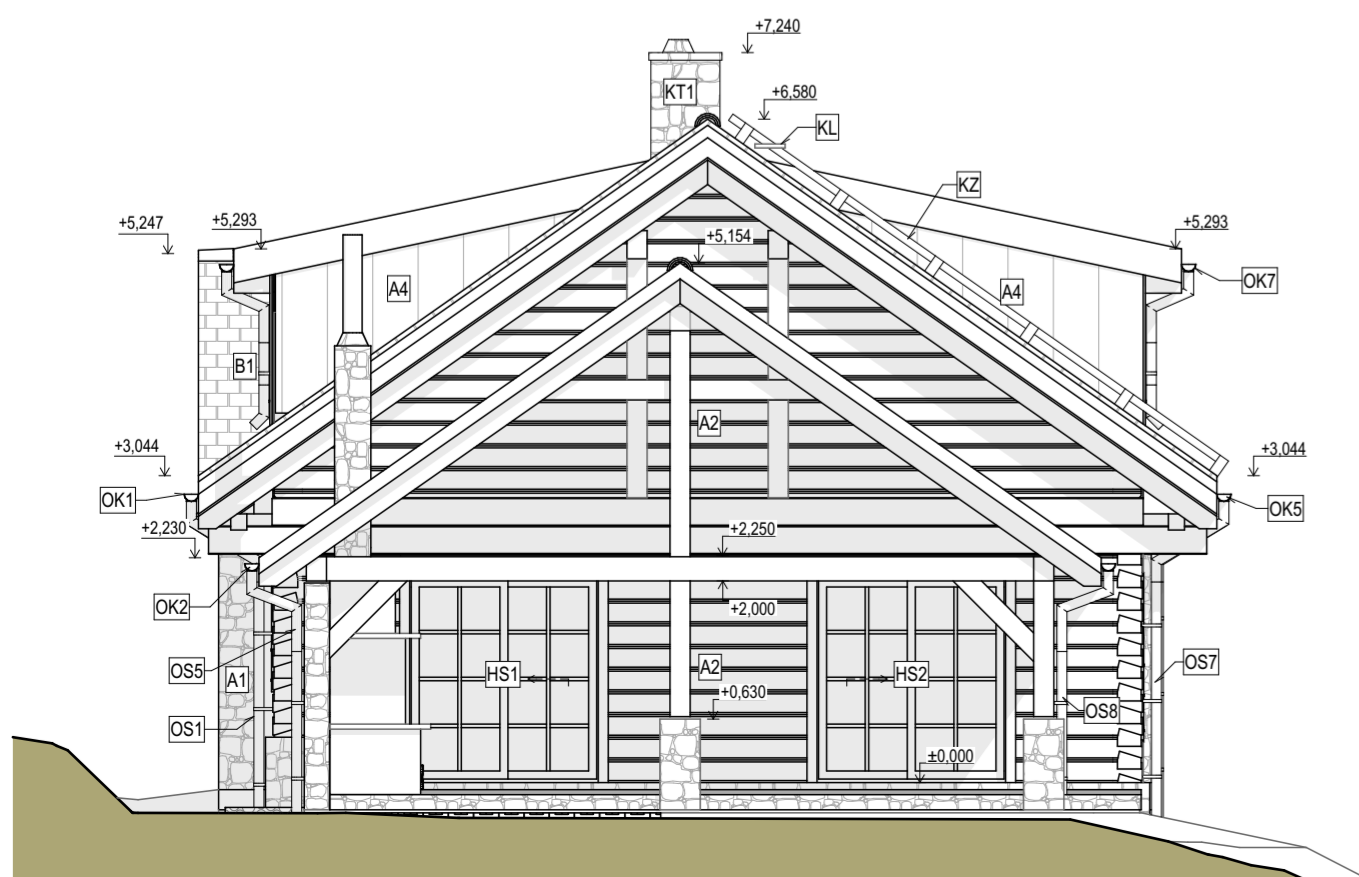 +7,240
KT1
+6,580
KL
KZ
+5,247
+5,293
+5,154
+5,293
A4
A4
OK7
B1
A2
+3,044
+3,044
OK1
OK5
+2,230
+2,250
OK2
+2,000
OS5
A1
HS1
A2
HS2
OS7
+0,630
OS8
OS1
±0,000